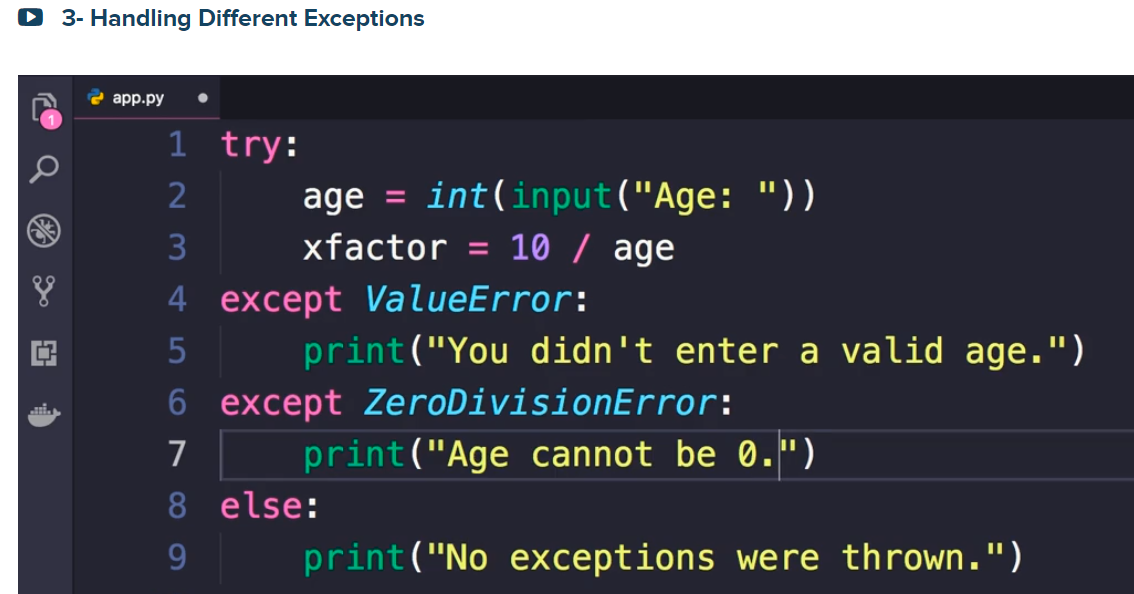 3- Handling Different Exceptions
app.py
1
1 try:
2     age = int(input("Age: "))
3     xfactor = 10 / age
4 except ValueError:
5     print("You didn't enter a valid age.")
6 except ZeroDivisionError:
7     print("Age cannot be 0.")
8 else:
9     print("No exceptions were thrown.")